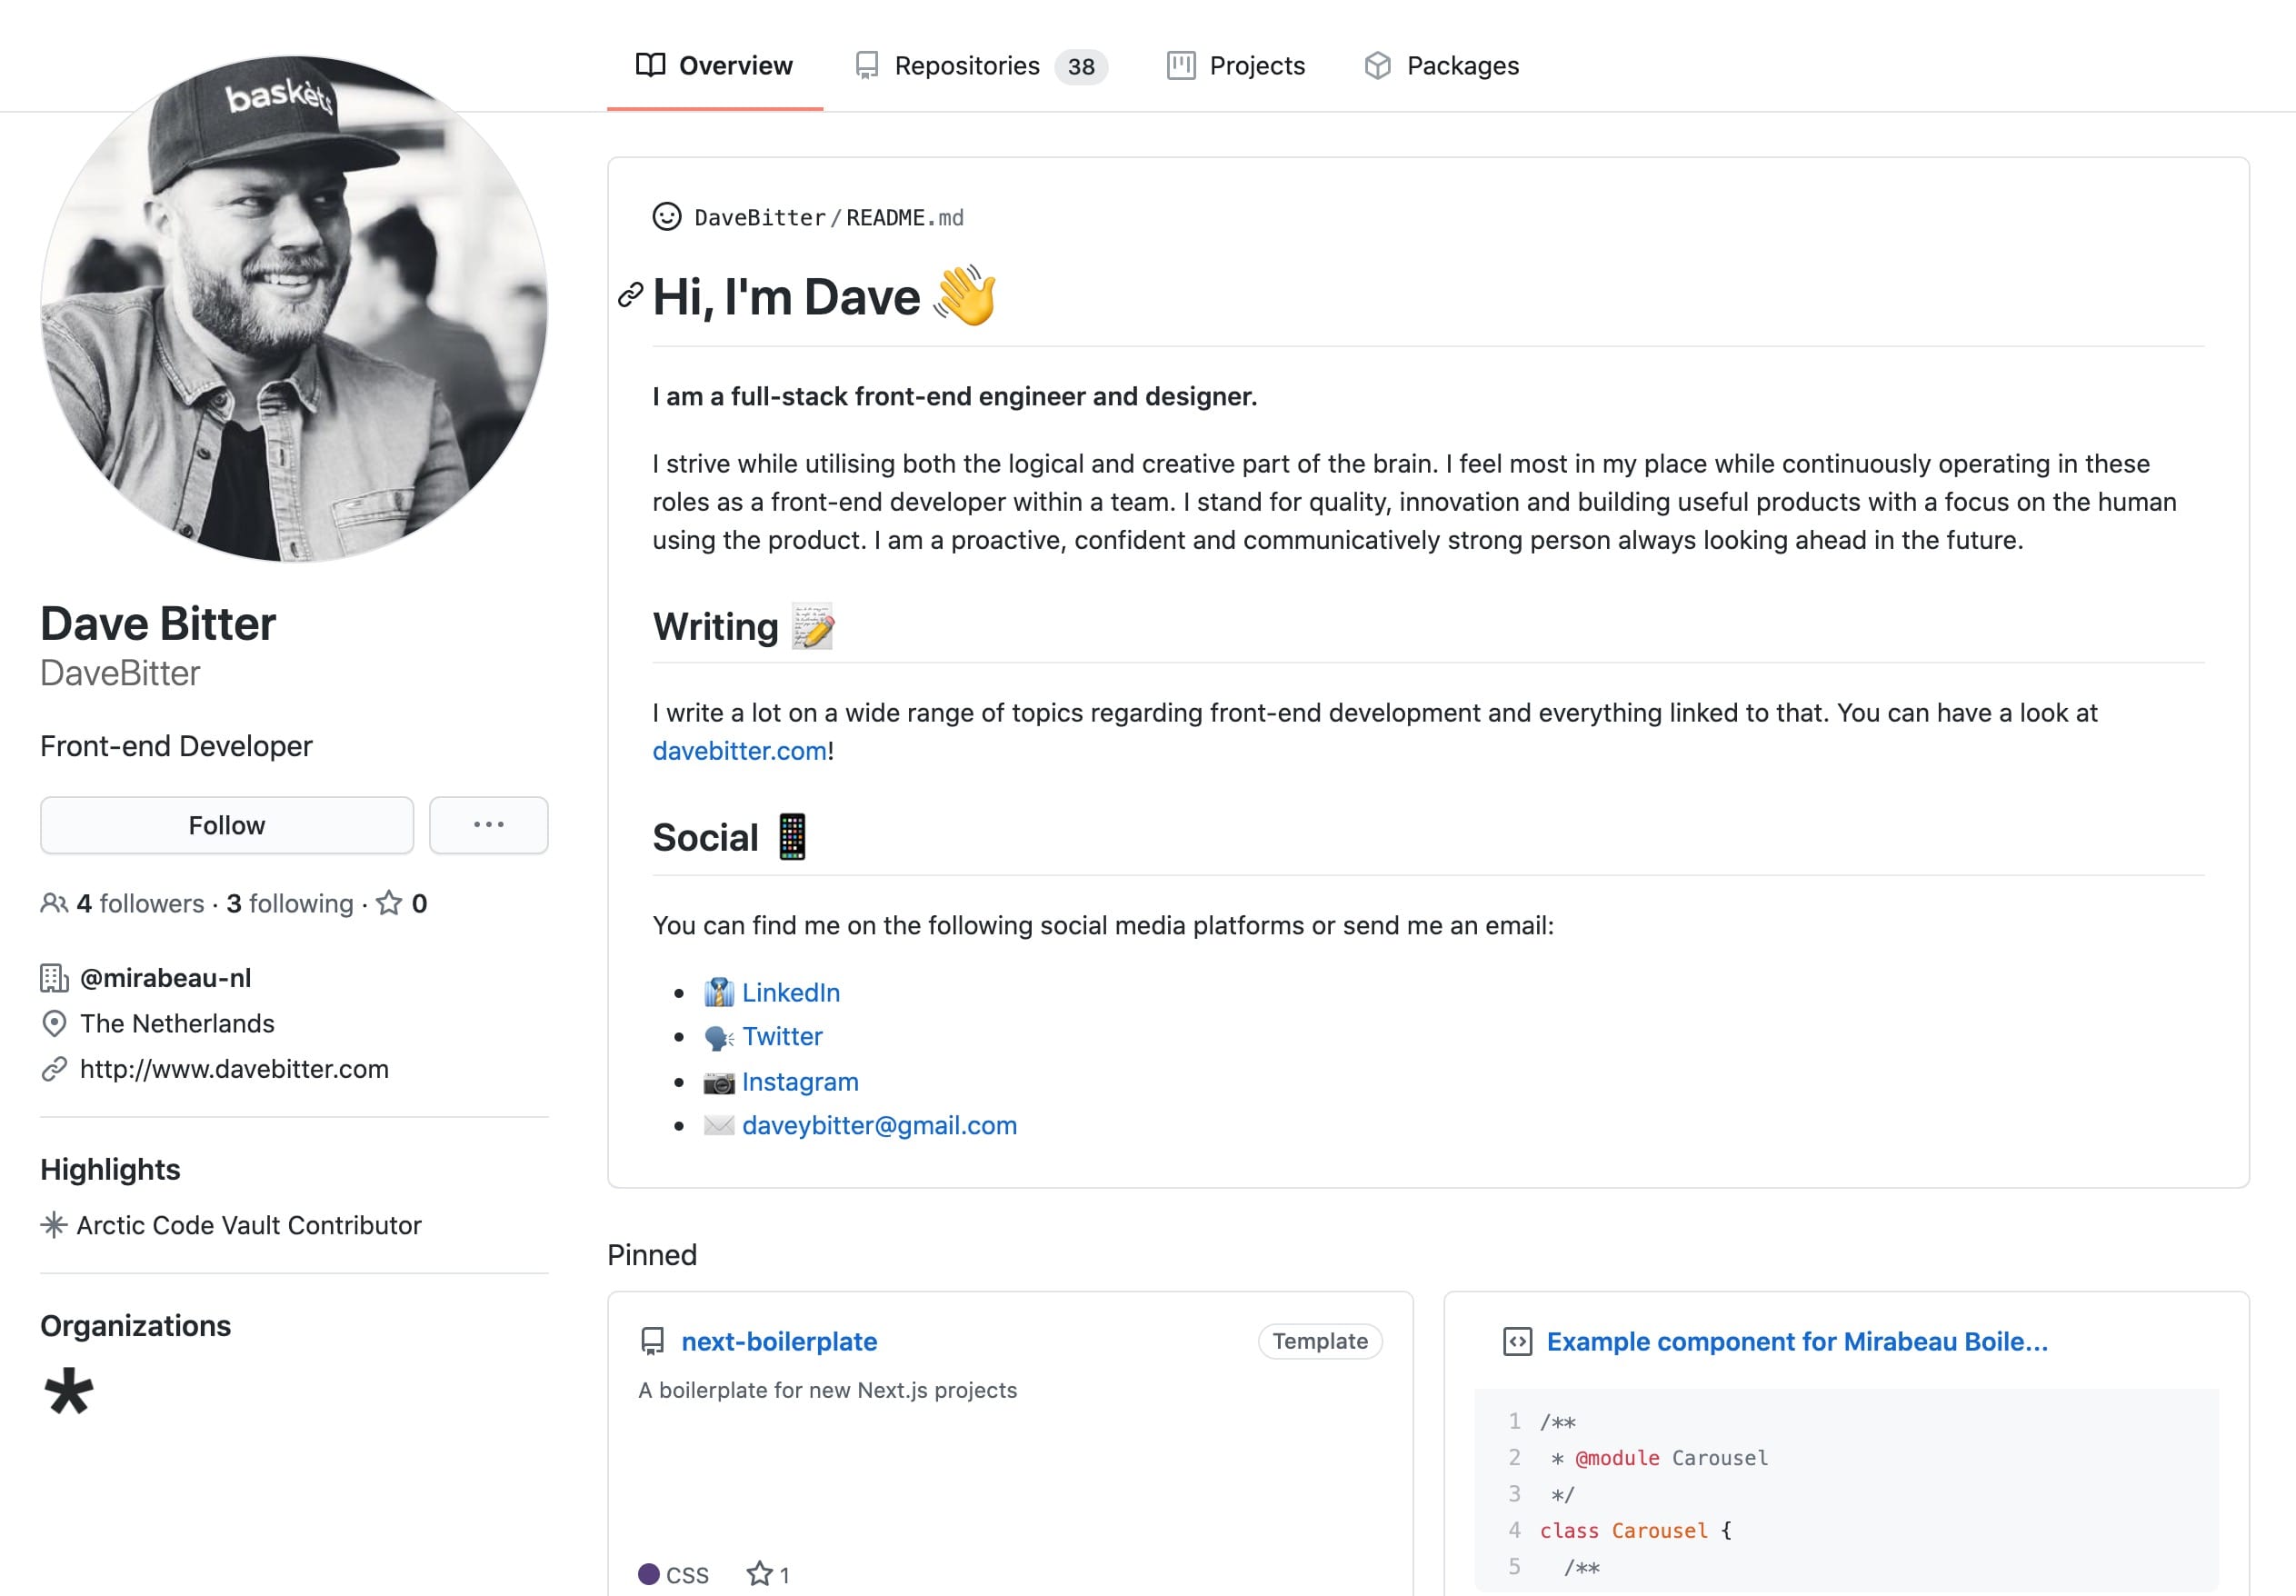 Overview Repositories 38 Projects Packages
baskèts
DaveBitter/README.md
Hi, I'm Dave 👋
I am a full-stack front-end engineer and designer.
I strive while utilising both the logical and creative part of the brain. I feel most in my place while continuously operating in these
roles as a front-end developer within a team. I stand for quality, innovation and building useful products with a focus on the human
using the product. I am a proactive, confident and communicatively strong person always looking ahead in the future.
Writing 📝
I write a lot on a wide range of topics regarding front-end development and everything linked to that. You can have a look at
davebitter.com!
Social 📱
You can find me on the following social media platforms or send me an email:
• 👔 LinkedIn
• 🗣 Twitter
• 📷 Instagram
• ✉️ daveybitter@gmail.com
Dave Bitter
DaveBitter
Front-end Developer
Follow ...
4 followers · 3 following · 0
@mirabeau-nl
The Netherlands
http://www.davebitter.com
Highlights
Arctic Code Vault Contributor
Organizations
Pinned
next-boilerplate Template
A boilerplate for new Next.js projects
CSS 1
Example component for Mirabeau Boile...
1 /**
2  * @module Carousel
3  */
4 class Carousel {
5   /**